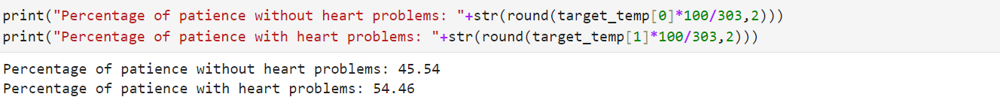 print("Percentage of patience without heart problems: "+str(round(target_temp[0]*100/303,2)))
print("Percentage of patience with heart problems: "+str(round(target_temp[1]*100/303,2)))
Percentage of patience without heart problems: 45.54
Percentage of patience with heart problems: 54.46